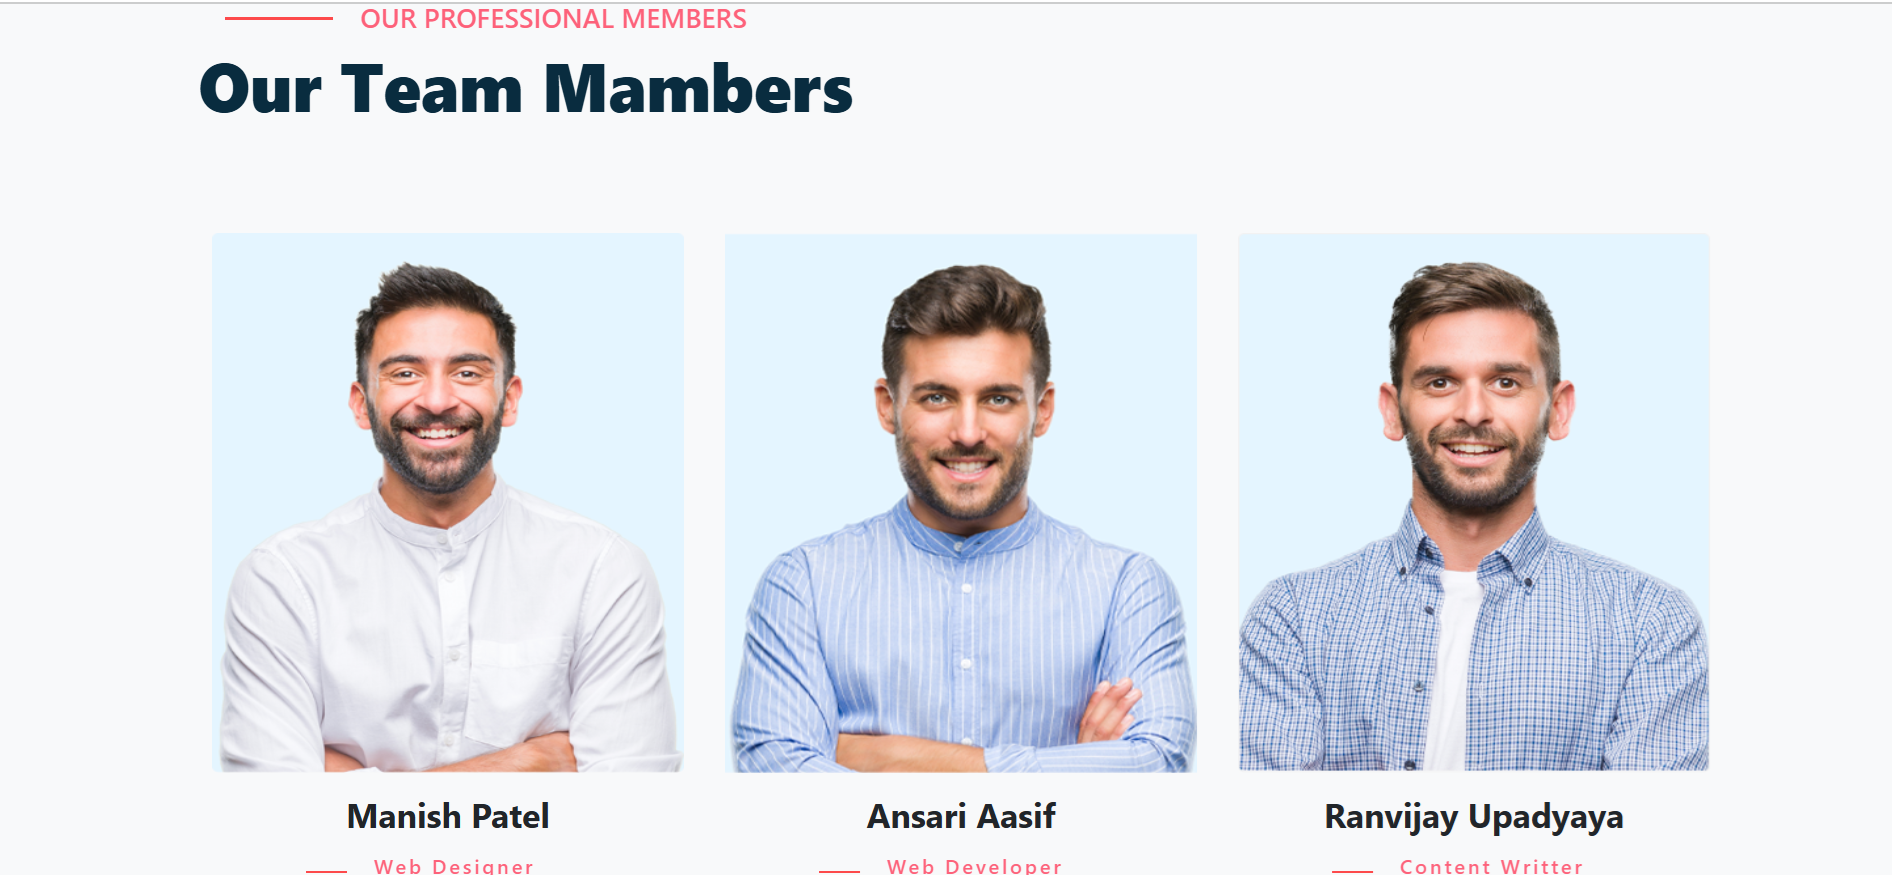 OUR PROFESSIONAL MEMBERS
Our Team Mambers
Manish Patel
Ansari Aasif
Ranvijay Upadyaya
Web Designer
Web Developer
Content Writter